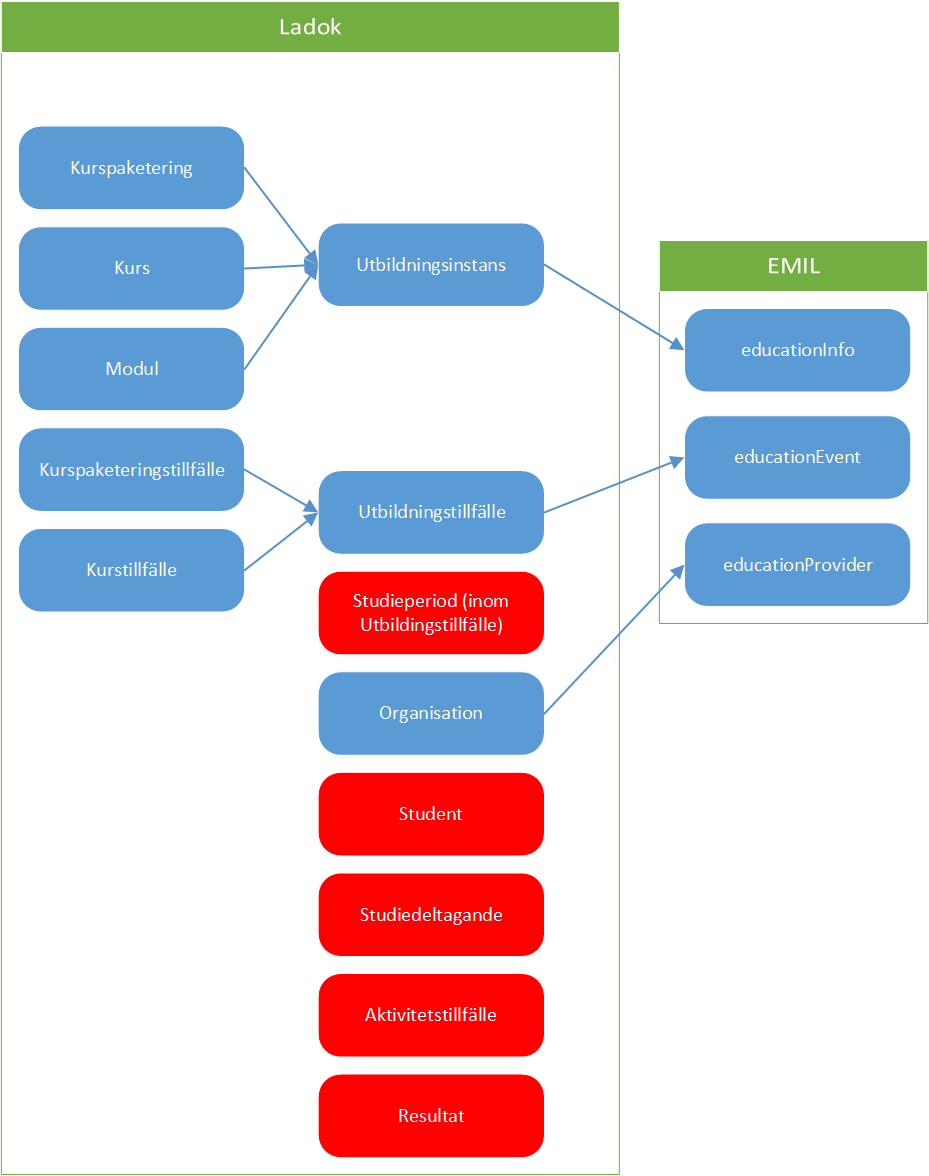 Ladok
Kurspaketering
Kurs
Modul
Kurspaketeringstillfälle
Kurstillfälle
Utbildningsinstans
Utbildningstillfälle
Studieperiod (inom
Utbildingstillfälle)
Organisation
Student
Studiedeltagande
Aktivitetstillfälle
Resultat
EMIL
educationInfo
educationEvent
educationProvider